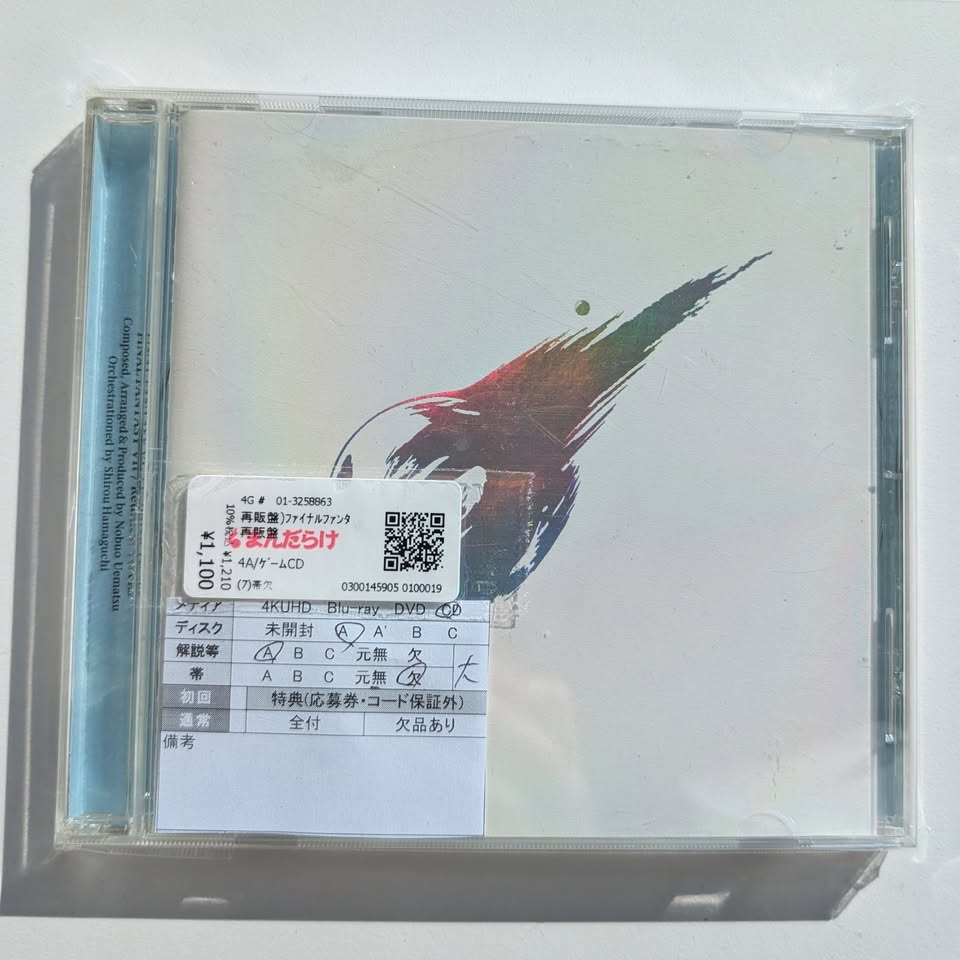 FINAL FANTASY VII
Composed, Arranged & Produced by Nobuo Uematsu
Orchestrationed by Shirou Hamaguchi
4G # 01-3258863
再販盤)ファイナルファンタ
再販盤
まんだらけ
4A/ゲームCD
(7)帯欠
0300145905 0100019
10%税込 ¥1,210
¥1,100
メディア 4KUHD Blu-ray DVD CD
ディスク 未開封 A A' B C
解説等 A B C 元無 欠
帯 A B C 元無 欠
大
初回 特典(応募券・コード保証外)
通常 全付 欠品あり
備考